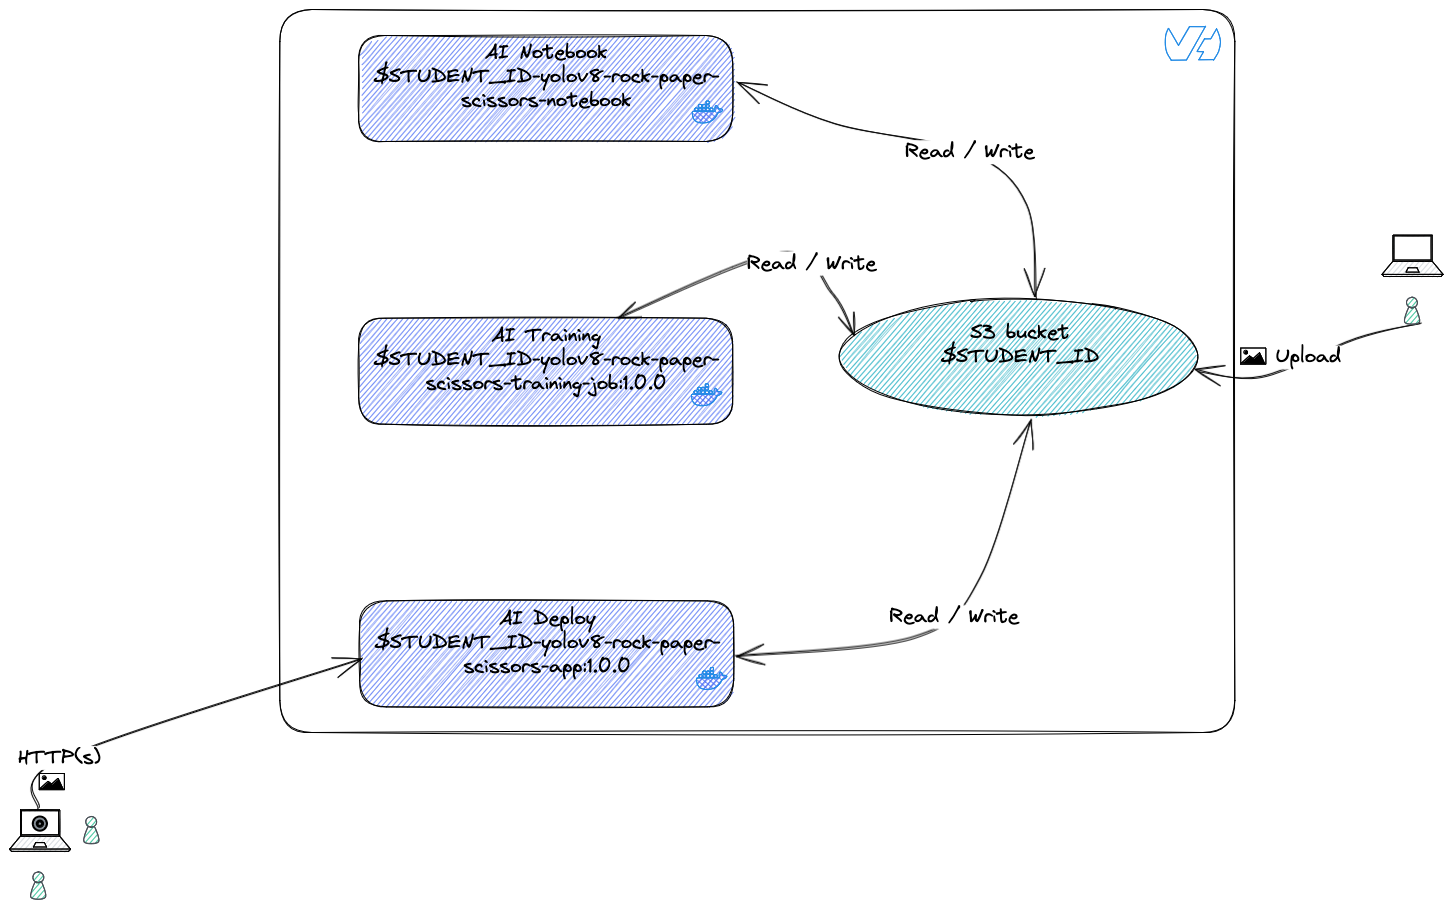 AI Notebook
$STUDENT_ID-yolov8-rock-paper-
scissors-notebook
Read / Write
Read / Write
AI Training
$STUDENT_ID-yolov8-rock-paper-
scissors-training-job:1.0.0
S3 bucket
$STUDENT_ID
Upload
AI Deploy
$STUDENT_ID-yolov8-rock-paper-
scissors-app:1.0.0
Read / Write
HTTP(s)